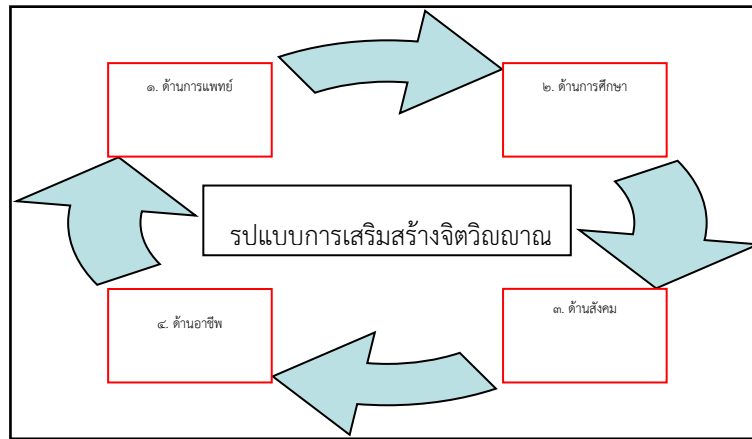 ๑. ด้านการแพทย์
๒. ด้านการศึกษา
รปแบบการเสริมสร้างจิตวิญญาณ
๔. ด้านอาชีพ
๓. ด้านสังคม